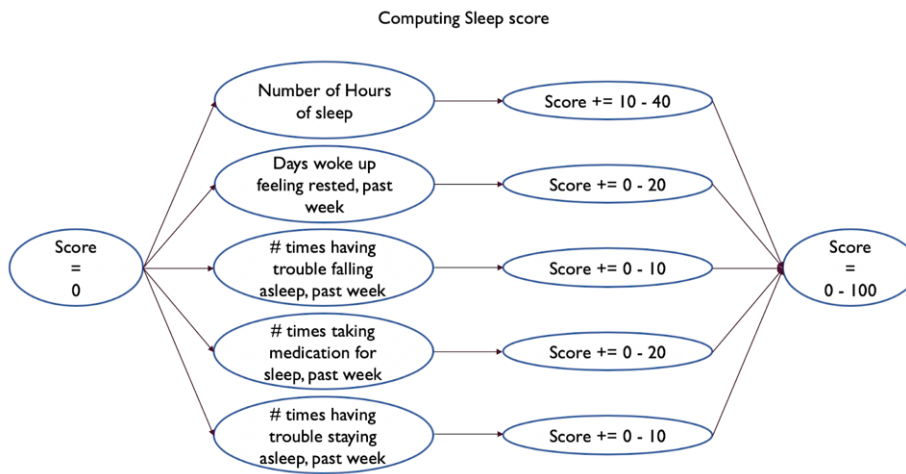 Computing Sleep score
Score
=
0
Number of Hours
of sleep
Score += 10 - 40
Days woke up
feeling rested, past
week
Score += 0 - 20
# times having
trouble falling
asleep, past week
Score += 0 - 10
# times taking
medication for
sleep, past week
Score += 0 - 20
# times having
trouble staying
asleep, past week
Score += 0 - 10
Score
=
0 - 100